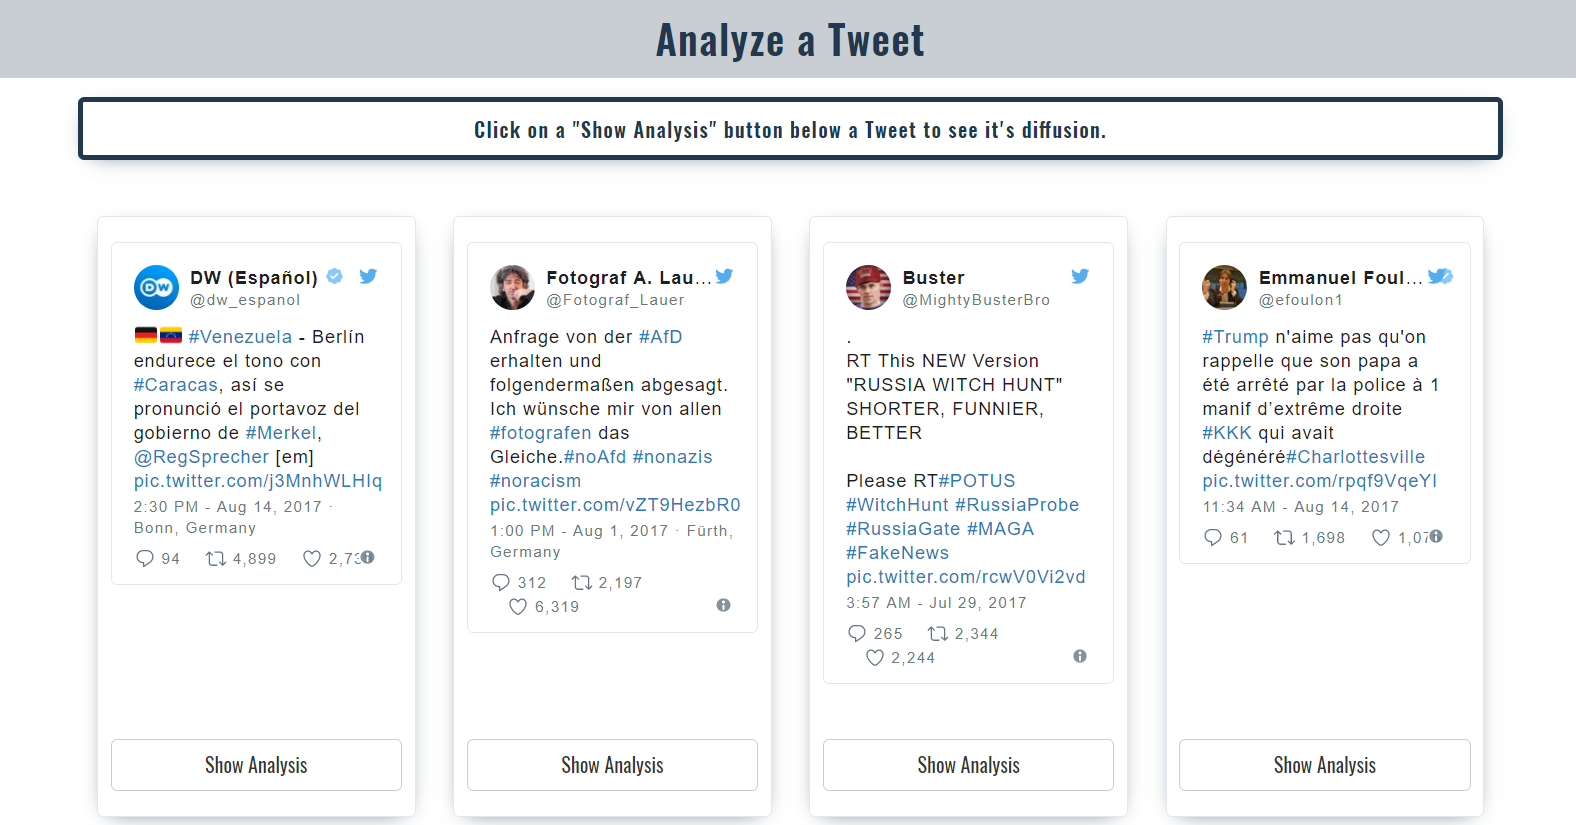 Analyze a Tweet
Click on a "Show Analysis" button below a Tweet to see it's diffusion.
DW (Español)
@dw_espanol
#Venezuela - Berlín
endurece el tono con
#Caracas, así se
pronunció el portavoz del
gobierno de #Merkel,
@RegSprecher [em]
pic.twitter.com/j3MnhWLHIq
2:30 PM - Aug 14, 2017 ·
Bonn, Germany
94 4,899 2,73
Show Analysis
Fotograf A. Lau...
@Fotograf_Lauer
Anfrage von der #AfD
erhalten und
folgendermaßen abgesagt.
Ich wünsche mir von allen
#fotografen das
Gleiche.#noAfd #nonazis
#noracism
pic.twitter.com/vZT9HezbR0
1:00 PM - Aug 1, 2017 · Fürth,
Germany
312 2,197
6,319
Show Analysis
Buster
@MightyBusterBro
.
RT This NEW Version
"RUSSIA WITCH HUNT"
SHORTER, FUNNIER,
BETTER
Please RT#POTUS
#WitchHunt #RussiaProbe
#RussiaGate #MAGA
#FakeNews
pic.twitter.com/rcwV0Vi2vd
3:57 AM - Jul 29, 2017
265 2,344
2,244
Show Analysis
Emmanuel Foul...
@efoulon1
#Trump n'aime pas qu'on
rappelle que son papa a
été arrêté par la police à 1
manif d’extrême droite
#KKK qui avait
dégénéré#Charlottesville
pic.twitter.com/rpqf9VqeYI
11:34 AM - Aug 14, 2017
61 1,698 1,07
Show Analysis